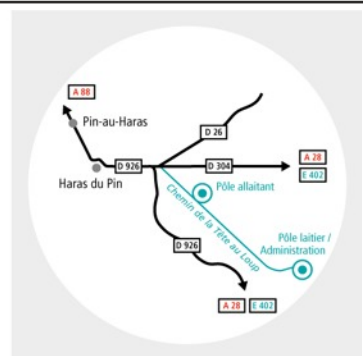 A 88
Pin-au-Haras
D 26
D 926
D 304
A 28
E 402
Haras du Pin
Pôle allaitant
Chemin de la Tête au Loup
Pôle laitier /
Administration
D 926
A 28
E 402